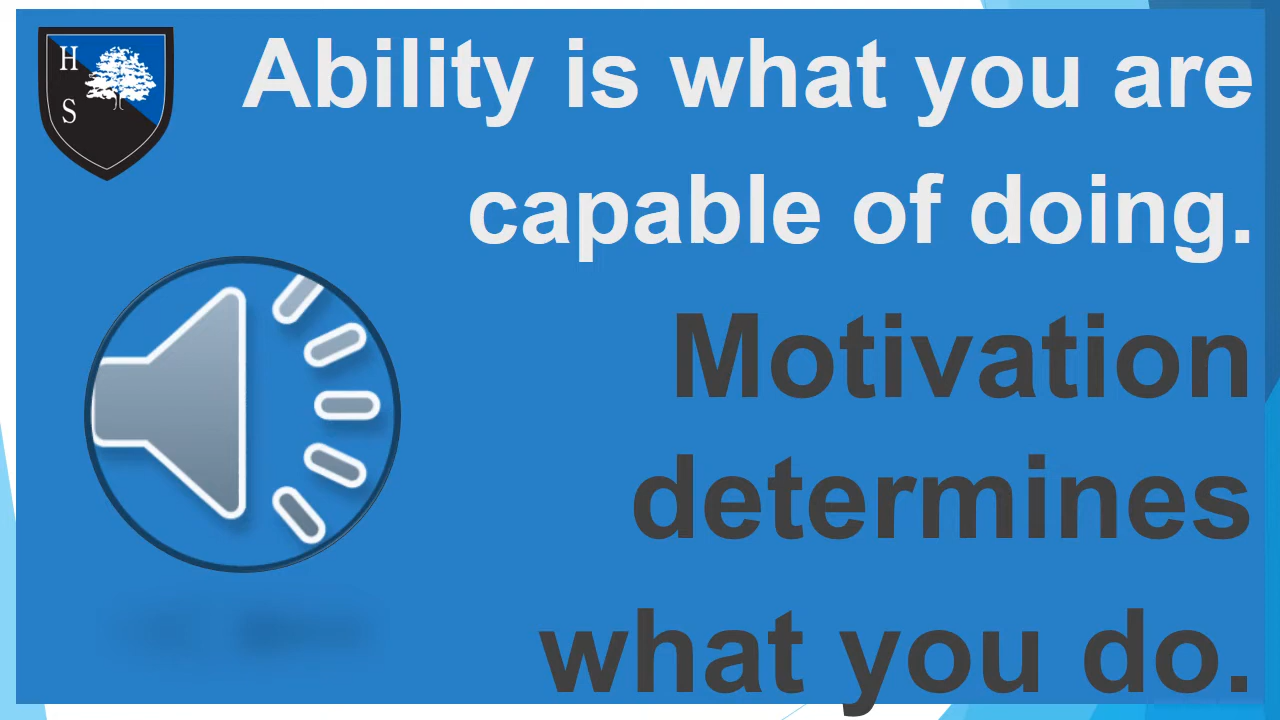 H
S
Ability is what you are
capable of doing.
Motivation
determines
what you do.